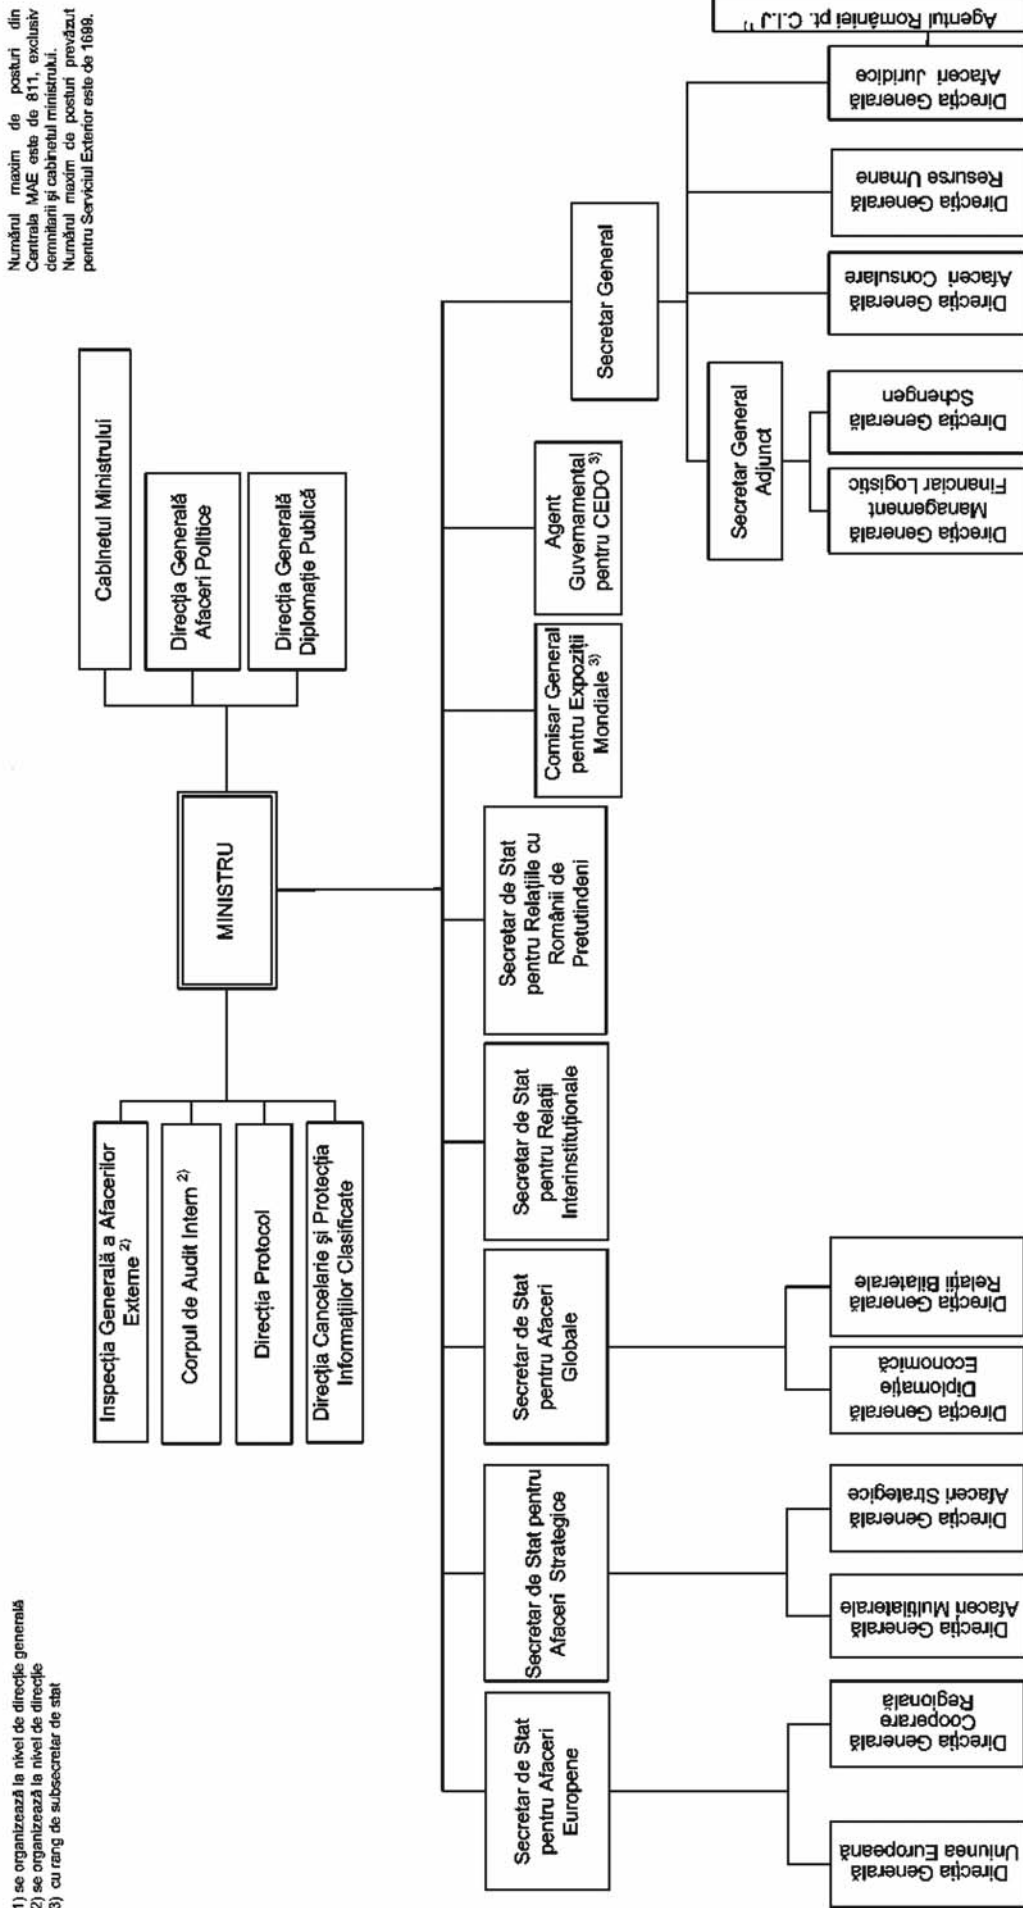 1) se organizează la nivel de direcție generală
2) se organizează la nivel de direcție
3) cu rang de subsecretar de stat
Numărul maxim de posturi din
Centrala MAE este de 811, exclusiv
demnitarii și cabinetul ministrului.
Numărul maxim de posturi prevăzut
pentru Serviciul Exterior este de 1699.
MINISTRU
Inspecția Generală a Afacerilor
Externe 2)
Corpul de Audit Intern 2)
Direcția Protocol
Direcția Cancelarie și Protecția
Informațiilor Clasificate
Cabinetul Ministrului
Direcția Generală
Afaceri Politice
Direcția Generală
Diplomație Publică
Secretar de Stat
pentru Afaceri
Europene
Secretar de Stat pentru
Afaceri Strategice
Secretar de Stat
pentru Afaceri
Globale
Secretar de Stat
pentru Relații
Interinstituționale
Secretar de Stat
pentru Relațiile cu
Românii de
Pretutindeni
Comisar General
pentru Expoziții
Mondiale 3)
Agent
Guvernamental
pentru CEDO 3)
Secretar General
Secretar General
Adjunct
Direcția Generală
Uniunea Europeană
Direcția Generală
Cooperare
Regională
Direcția Generală
Afaceri Multilaterale
Direcția Generală
Afaceri Strategice
Direcția Generală
Diplomație
Economică
Direcția Generală
Relații Bilaterale
Direcția Generală
Management
Financiar Logistic
Direcția Generală
Schengen
Direcția Generală
Afaceri Consulare
Direcția Generală
Resurse Umane
Direcția Generală
Afaceri Juridice
Agentul României pt. C.I.J 1)